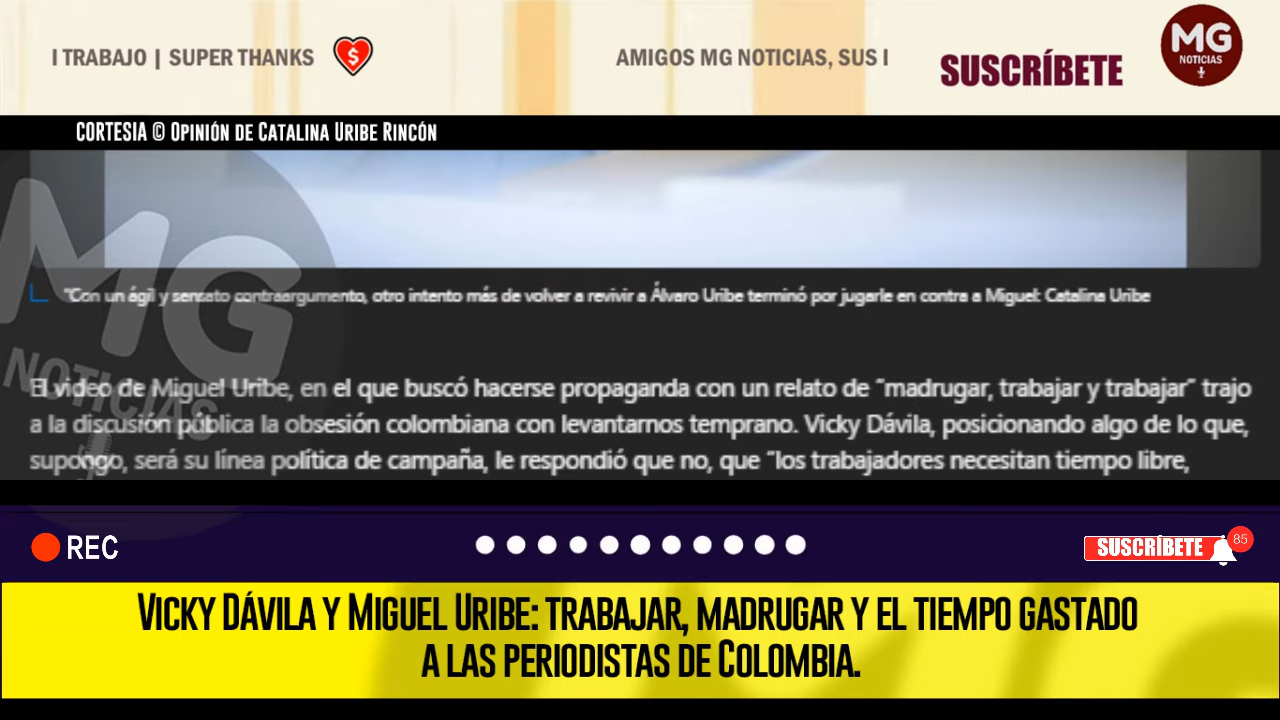 I TRABAJO | SUPER THANKS
AMIGOS MG NOTICIAS, SUS I
SUSCRÍBETE
MG
NOTICIAS
CORTESIA © OPINIÓN DE CATALINA URIBE RINCÓN
MG
NOTICIAS
"Con un ágil y sensato contraargumento, otro intento más de volver a revivir a Álvaro Uribe terminó por jugarle en contra a Miguel: Catalina Uribe
El video de Miguel Uribe, en el que buscó hacerse propaganda con un relato de "madrugar, trabajar y trabajar" trajo
a la discusión pública la obsesión colombiana con levantarnos temprano. Vicky Dávila, posicionando algo de lo que,
supongo, será su línea política de campaña, le respondió que no, que "los trabajadores necesitan tiempo libre,
REC
SUSCRÍBETE
85
VICKY DÁVILA Y MIGUEL URIBE: TRABAJAR, MADRUGAR Y EL TIEMPO GASTADO
A LAS PERIODISTAS DE COLOMBIA.